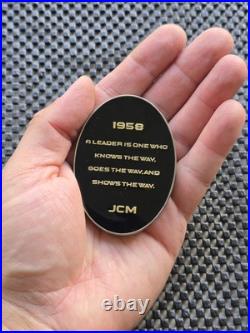 1958
A LEADER IS ONE WHO
KNOWS THE WAY,
GOES THE WAY, AND
SHOWS THE WAY.
JCM